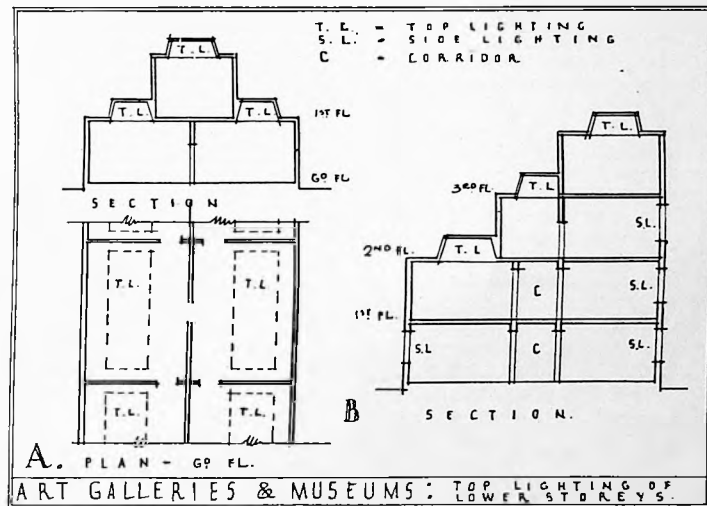 T. L. - TOP LIGHTING
S. L. - SIDE LIGHTING
C - CORRIDOR
T. L.
T. L.
T. L.
1ST FL
GD FL
SECTION
T. L.
T. L.
T.L.
T.L.
A. PLAN - GD FL.
T. L.
3RD FL.
T. L
S.L.
2ND FL.
T. L
C
S.L.
1ST FL.
S.L
C
S.L.
B SECTION.
ART GALLERIES & MUSEUMS: TOP LIGHTING OF
LOWER STOREYS.